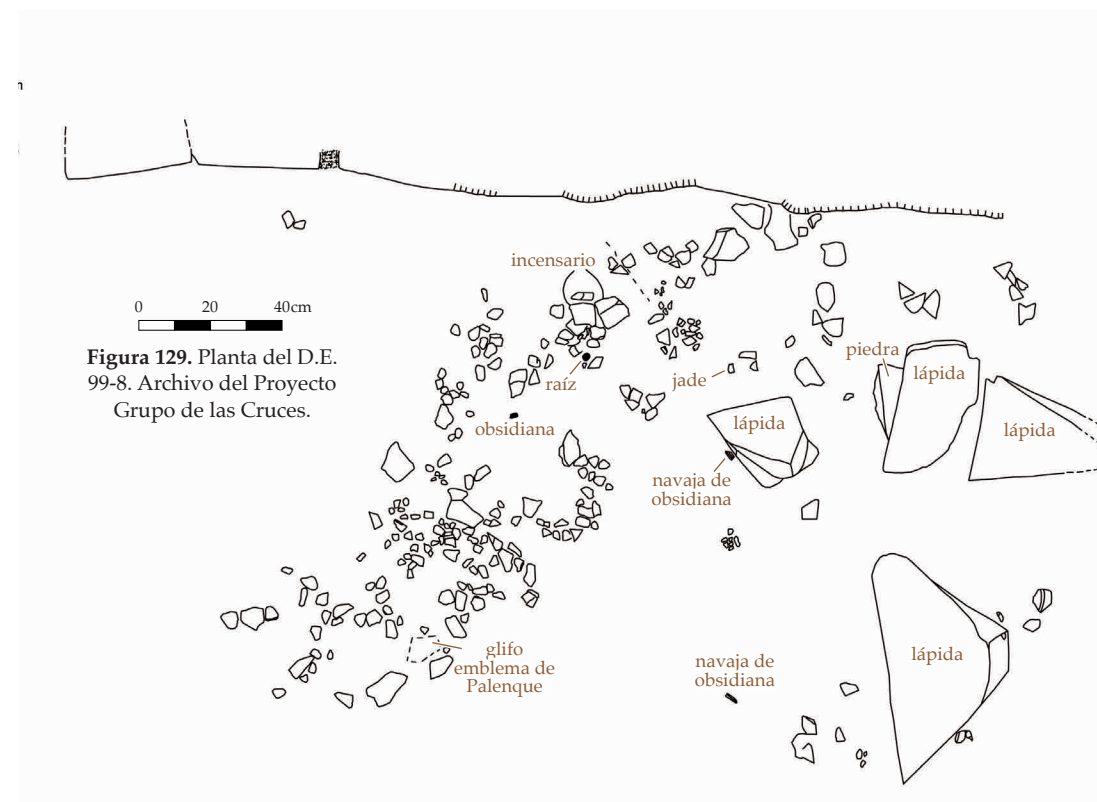 incensario
0 20 40cm
Figura 129. Planta del D.E.
99-8. Archivo del Proyecto
Grupo de las Cruces.
raíz
jade
piedra
lápida
obsidiana
lápida
lápida
navaja de
obsidiana
glifo
emblema de
Palenque
navaja de
obsidiana
lápida